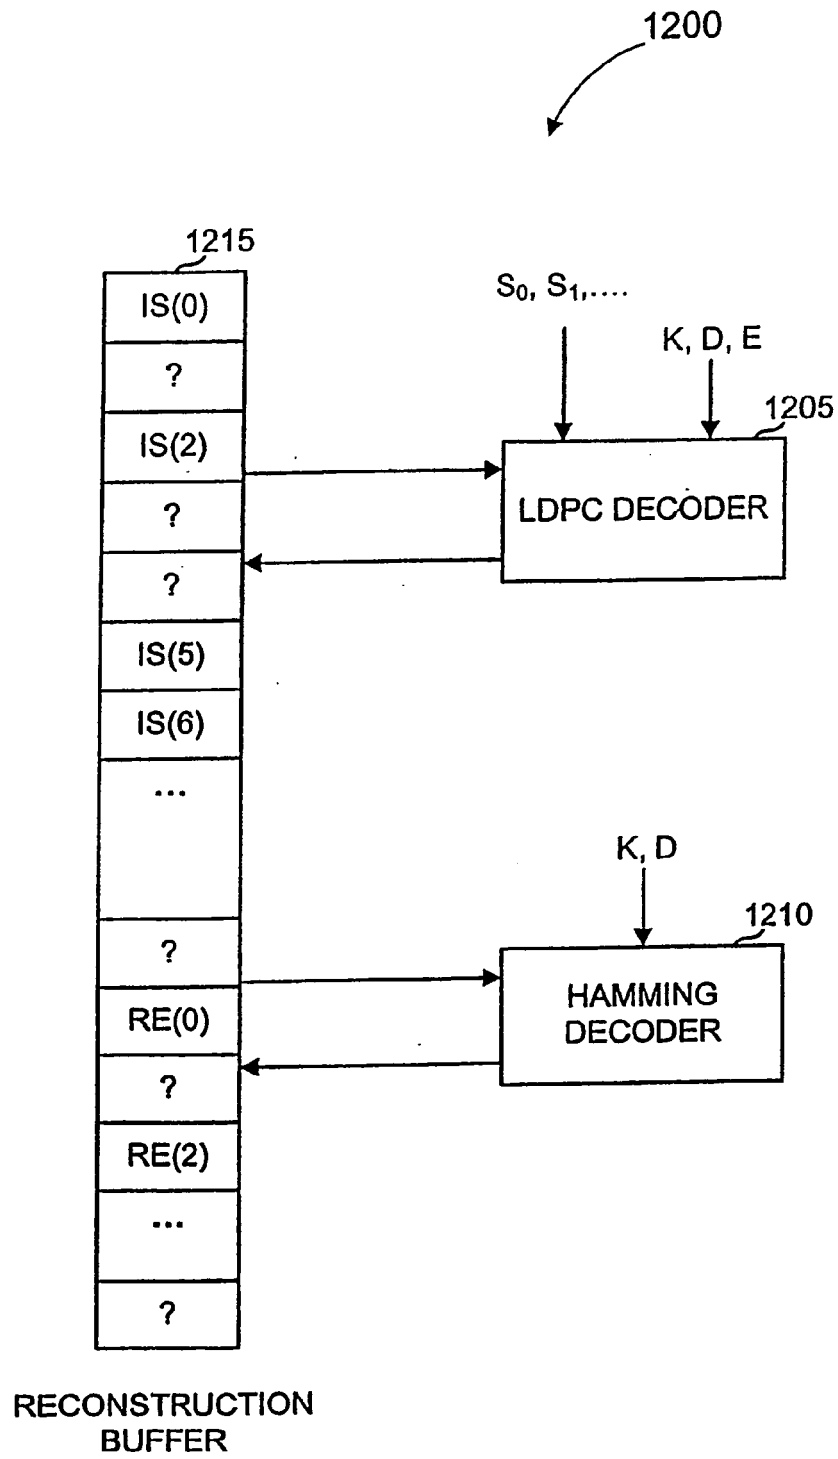 1200
1215
IS(0)
?
IS(2)
?
?
IS(5)
IS(6)
...
?
RE(0)
?
RE(2)
...
?
RECONSTRUCTION
BUFFER
S₀, S₁,....
K, D, E
1205
LDPC DECODER
K, D
1210
HAMMING
DECODER